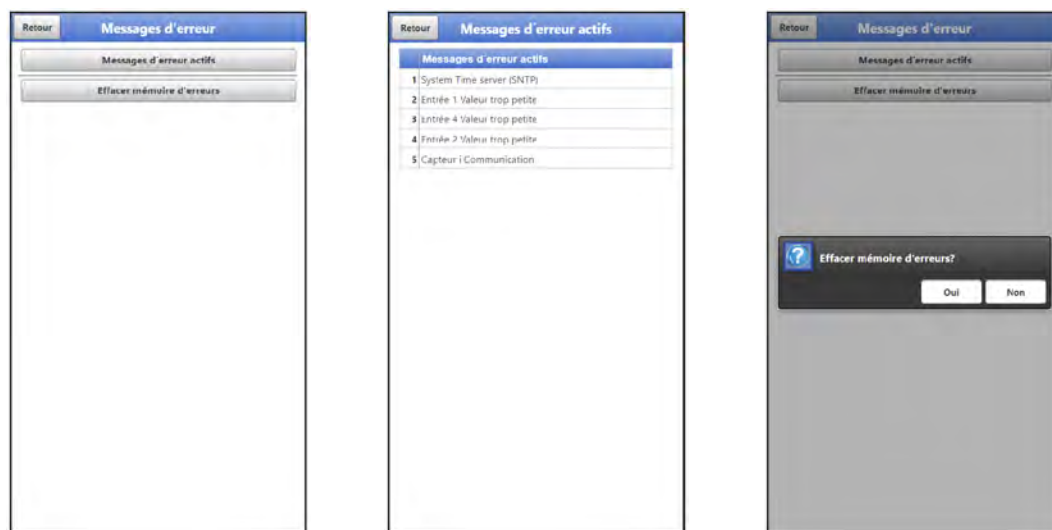 Retour Messages d'erreur
Messages d'erreur actifs
Effacer mémoire d'erreurs
Retour Messages d'erreur actifs
Messages d'erreur actifs
1 System Time server (SNTP)
2 Entrée 1 Valeur trop petite
3 Entrée 4 Valeur trop petite
4 Entrée 2 Valeur trop petite
5 Capteur i Communication
Retour Messages d'erreur
Messages d'erreur actifs
Effacer mémoire d'erreurs
Effacer mémoire d'erreurs?
Oui Non